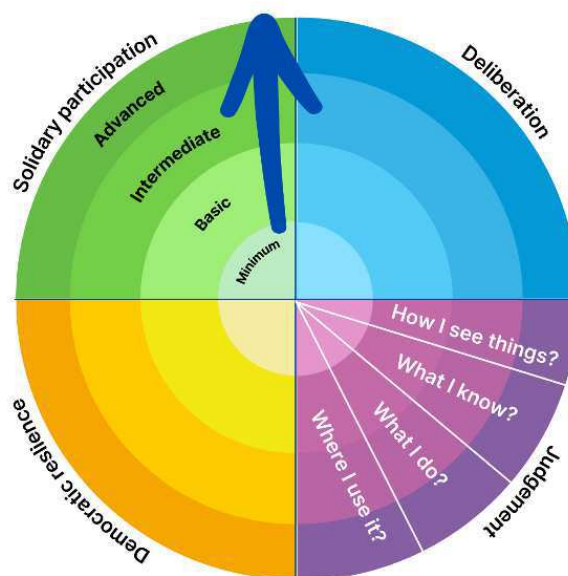 Solidary participation
Deliberation
Advanced
Intermediate
Basic
Minimum
How I see things?
What I know?
What I do?
Where I use it?
Democratic resilence
Judgement